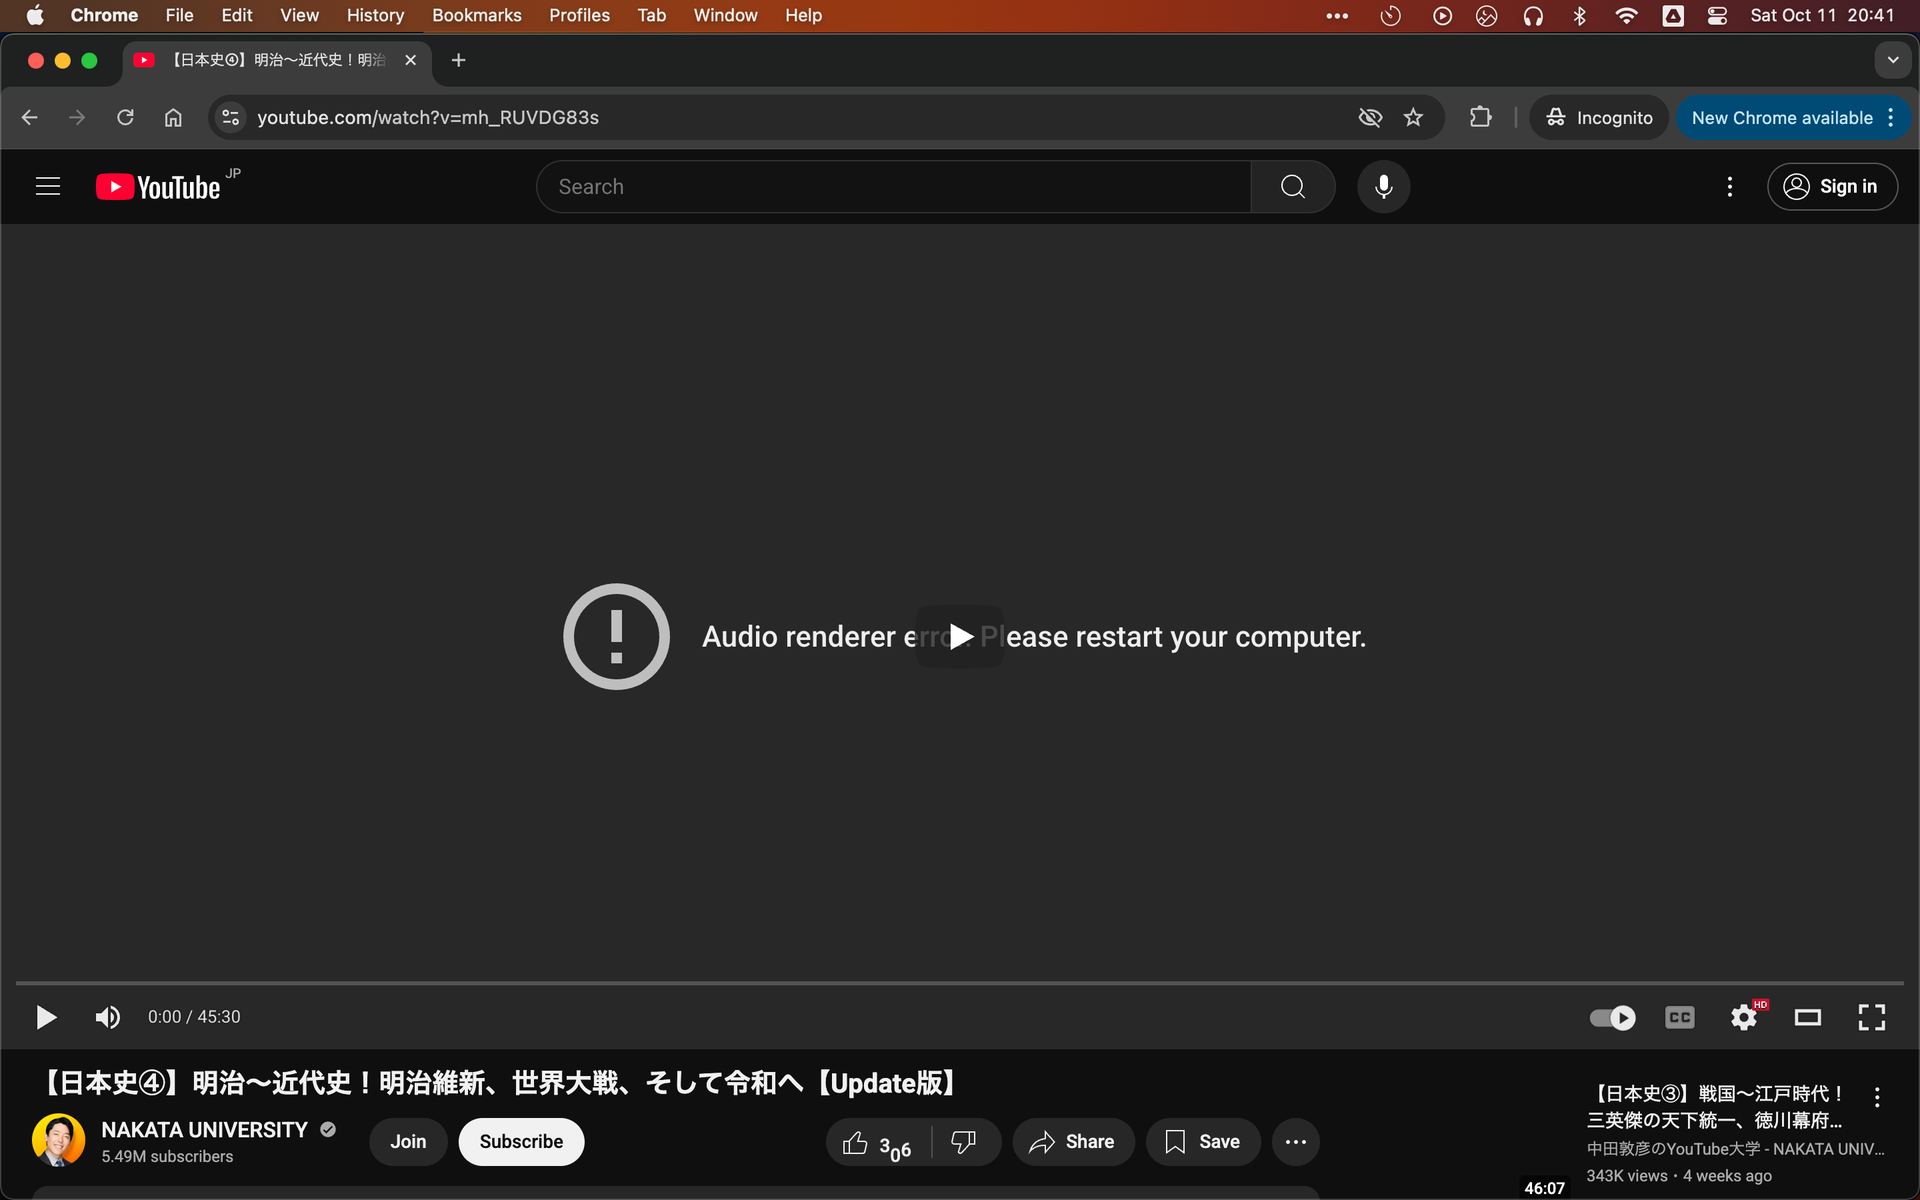 Chrome File Edit View History Bookmarks Profiles Tab Window Help Sat Oct 11 20:41
【日本史④】明治〜近代史！明治
youtube.com/watch?v=mh_RUVDG83s
Incognito
New Chrome available
YouTube JP
Search
Sign in
Audio renderer error. Please restart your computer.
0:00 / 45:30
CC
HD
【日本史④】明治〜近代史！明治維新、世界大戦、そして令和へ【Update版】
NAKATA UNIVERSITY
5.49M subscribers
Join
Subscribe
306
Share
Save
46:07
【日本史③】戦国〜江戸時代！
三英傑の天下統一、徳川幕府...
中田敦彦のYouTube大学 - NAKATA UNIV...
343K views • 4 weeks ago